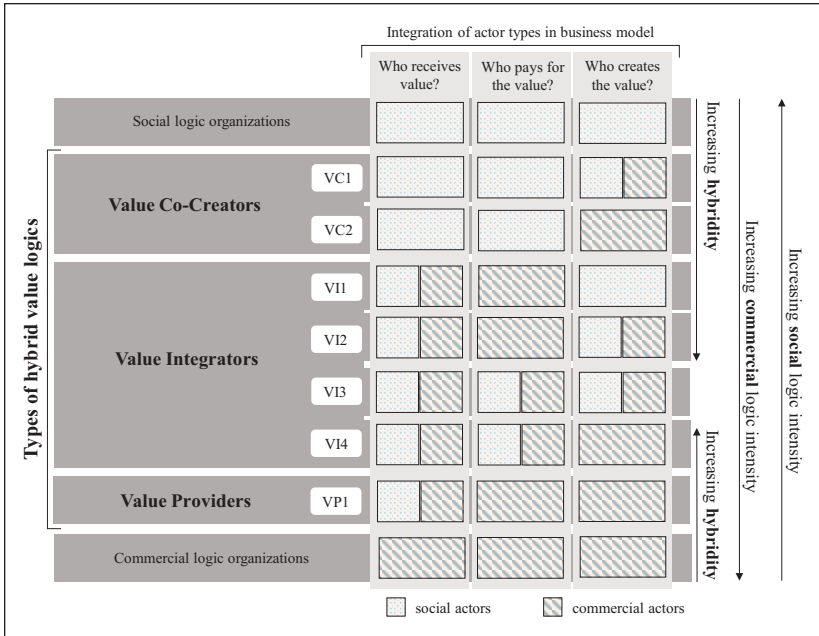 Integration of actor types in business model
Who receives
value?
Who pays for
the value?
Who creates
the value?
Social logic organizations
Types of hybrid value logics
Value Co-Creators
VC1
VC2
Value Integrators
VI1
VI2
VI3
VI4
Value Providers
VP1
Commercial logic organizations
Increasing hybridity
Increasing hybridity
Increasing commercial logic intensity
Increasing social logic intensity
social actors
commercial actors